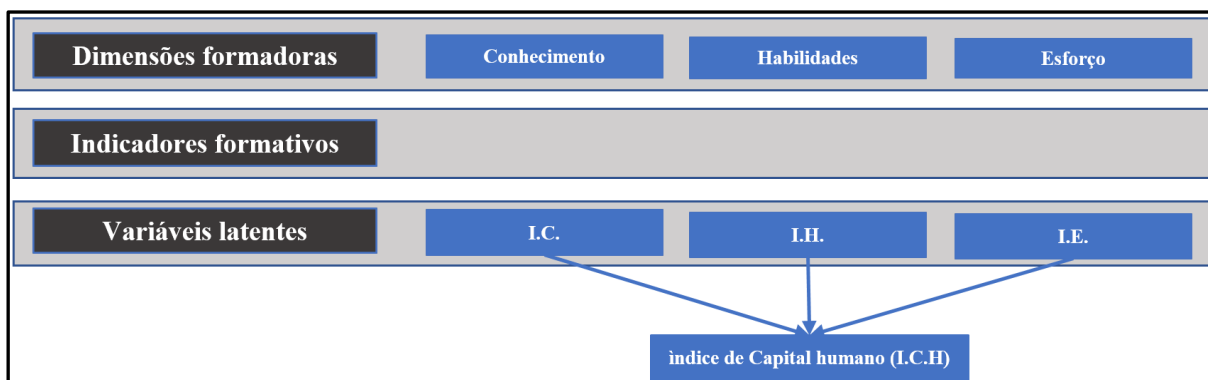 Dimensões formadoras
Conhecimento
Habilidades
Esforço
Indicadores formativos
Variáveis latentes
I.C.
I.H.
I.E.
ìndice de Capital humano (I.C.H)